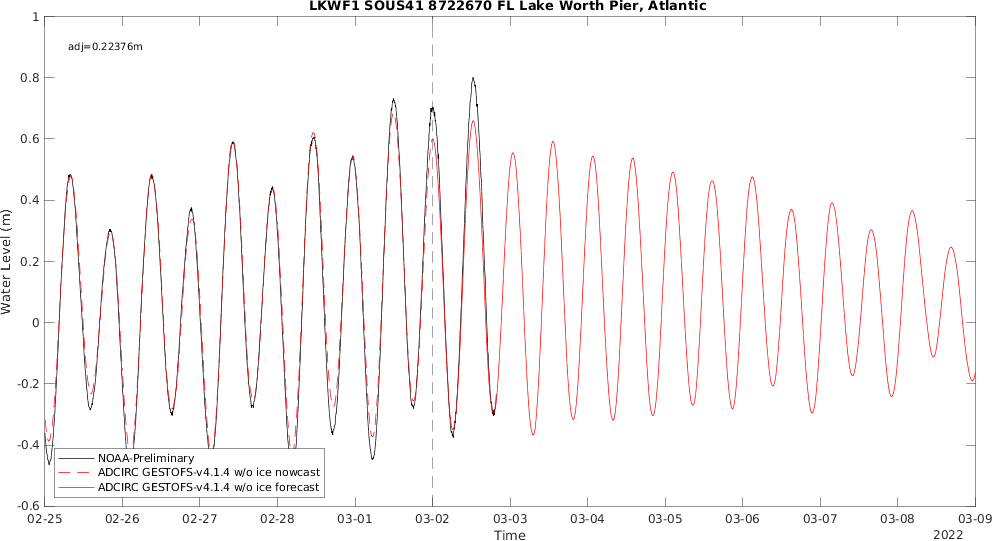 LKWF1 SOUS41 8722670 FL Lake Worth Pier, Atlantic
adj=0.22376m
Water Level (m)
1
0.8
0.6
0.4
0.2
0
-0.2
-0.4
-0.6
NOAA-Preliminary
ADCIRC GESTOFS-v4.1.4 w/o ice nowcast
ADCIRC GESTOFS-v4.1.4 w/o ice forecast
02-25 02-26 02-27 02-28 03-01 03-02 03-03 03-04 03-05 03-06 03-07 03-08 03-09
Time
2022